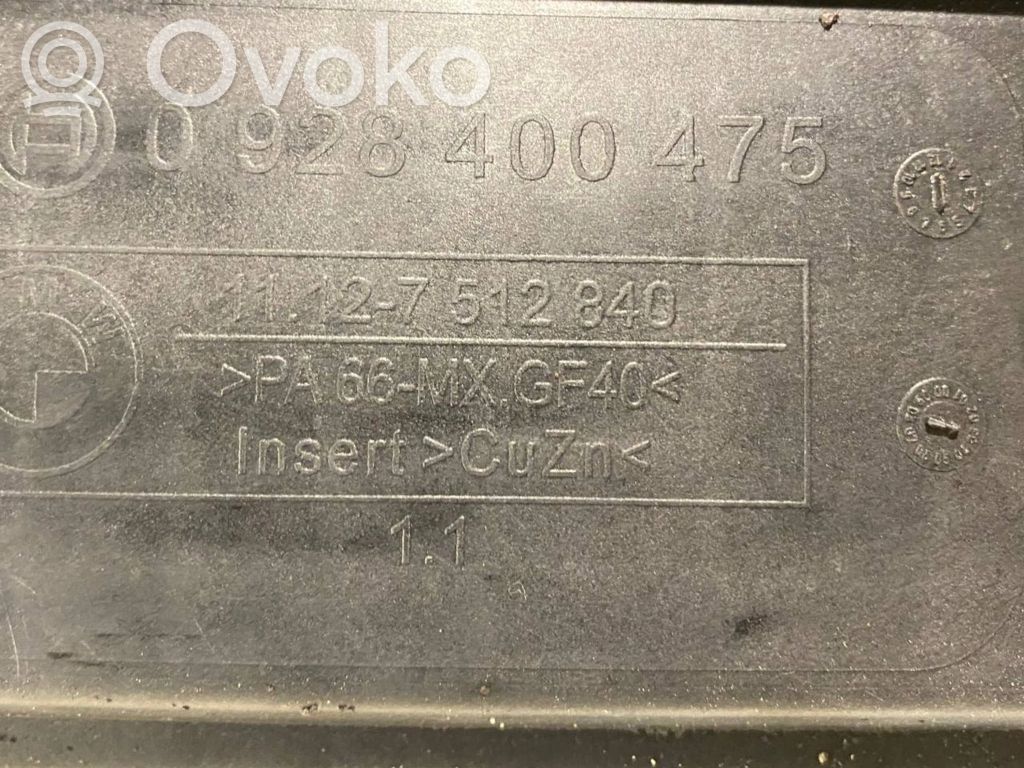 Ovoko
0 928 400 475
11.12-7 512 840
>PA 66-MX.GF40<
Insert >CuZn<
1.1
M W